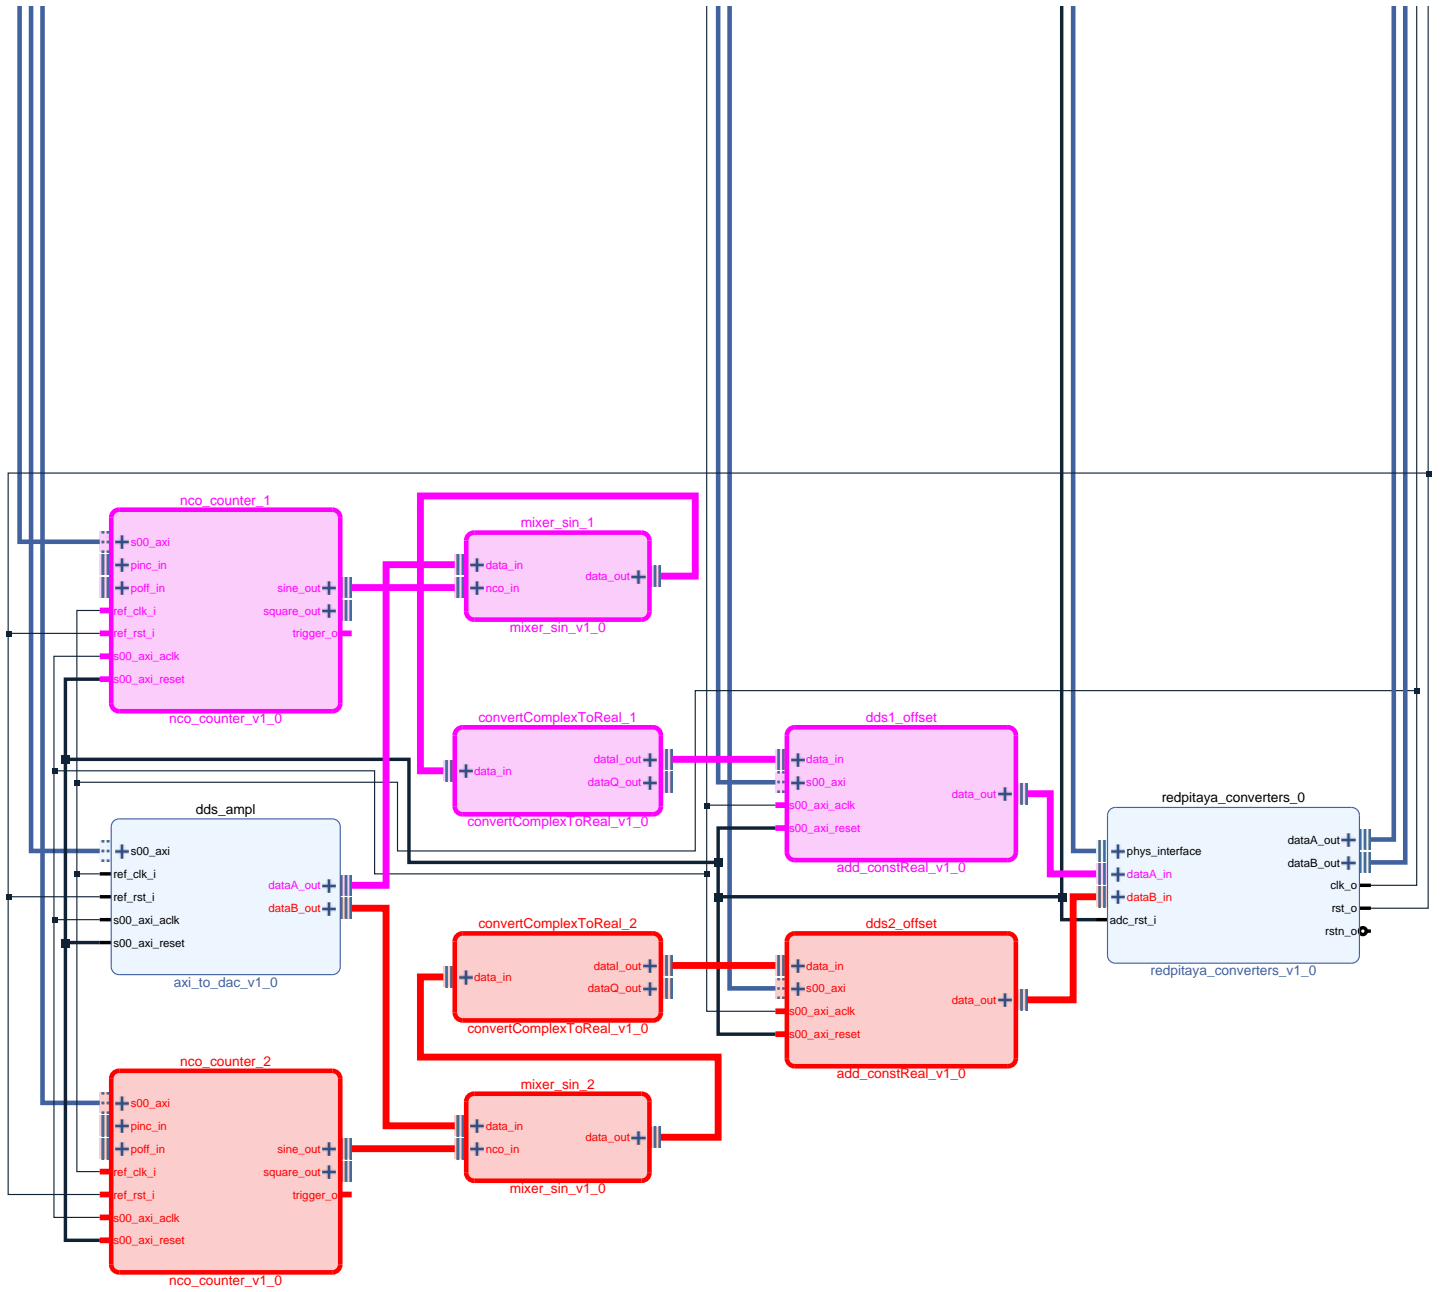 nco_counter_1
s00_axi
pinc_in
poff_in
ref_clk_i
ref_rst_i
s00_axi_aclk
s00_axi_reset
sine_out
square_out
trigger_o
nco_counter_v1_0
mixer_sin_1
data_in
nco_in
data_out
mixer_sin_v1_0
convertComplexToReal_1
data_in
dataI_out
dataQ_out
convertComplexToReal_v1_0
dds1_offset
data_in
s00_axi
s00_axi_aclk
s00_axi_reset
data_out
add_constReal_v1_0
dds_ampl
s00_axi
ref_clk_i
ref_rst_i
s00_axi_aclk
s00_axi_reset
dataA_out
dataB_out
axi_to_dac_v1_0
redpitaya_converters_0
phys_interface
dataA_in
dataB_in
adc_rst_i
dataA_out
dataB_out
clk_o
rst_o
rstn_o
redpitaya_converters_v1_0
convertComplexToReal_2
data_in
dataI_out
dataQ_out
convertComplexToReal_v1_0
dds2_offset
data_in
s00_axi
s00_axi_aclk
s00_axi_reset
data_out
add_constReal_v1_0
nco_counter_2
s00_axi
pinc_in
poff_in
ref_clk_i
ref_rst_i
s00_axi_aclk
s00_axi_reset
sine_out
square_out
trigger_o
nco_counter_v1_0
mixer_sin_2
data_in
nco_in
data_out
mixer_sin_v1_0